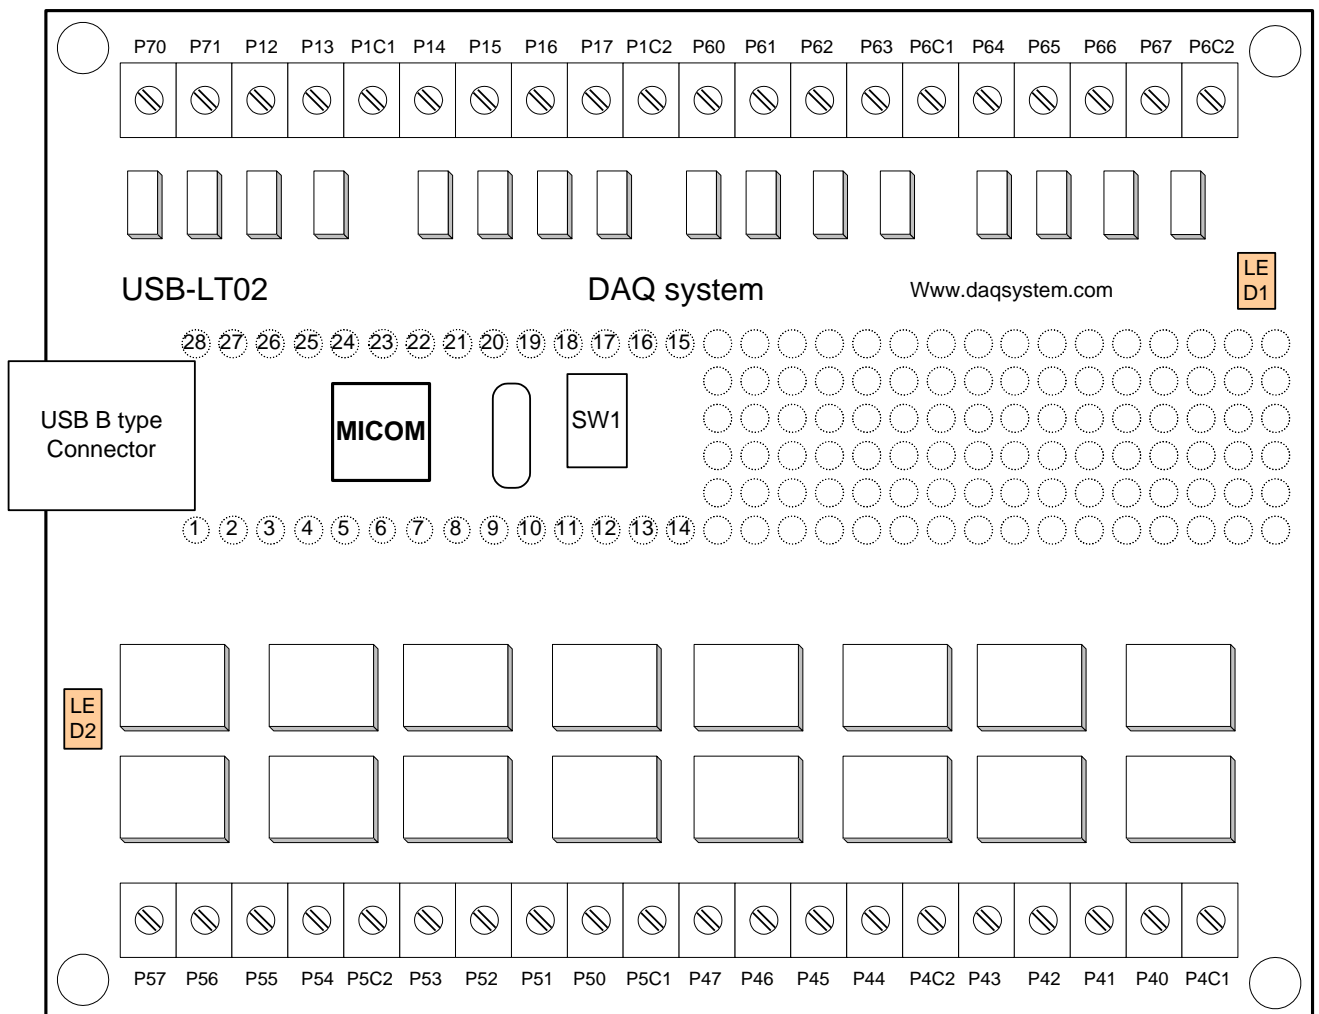 P70 P71 P12 P13 P1C1 P14 P15 P16 P17 P1C2 P60 P61 P62 P63 P6C1 P64 P65 P66 P67 P6C2
USB-LT02 DAQ system Www.daqsystem.com
LE
D1
28 27 26 25 24 23 22 21 20 19 18 17 16 15
USB B type
Connector
MICOM
SW1
1 2 3 4 5 6 7 8 9 10 11 12 13 14
LE
D2
P57 P56 P55 P54 P5C2 P53 P52 P51 P50 P5C1 P47 P46 P45 P44 P4C2 P43 P42 P41 P40 P4C1